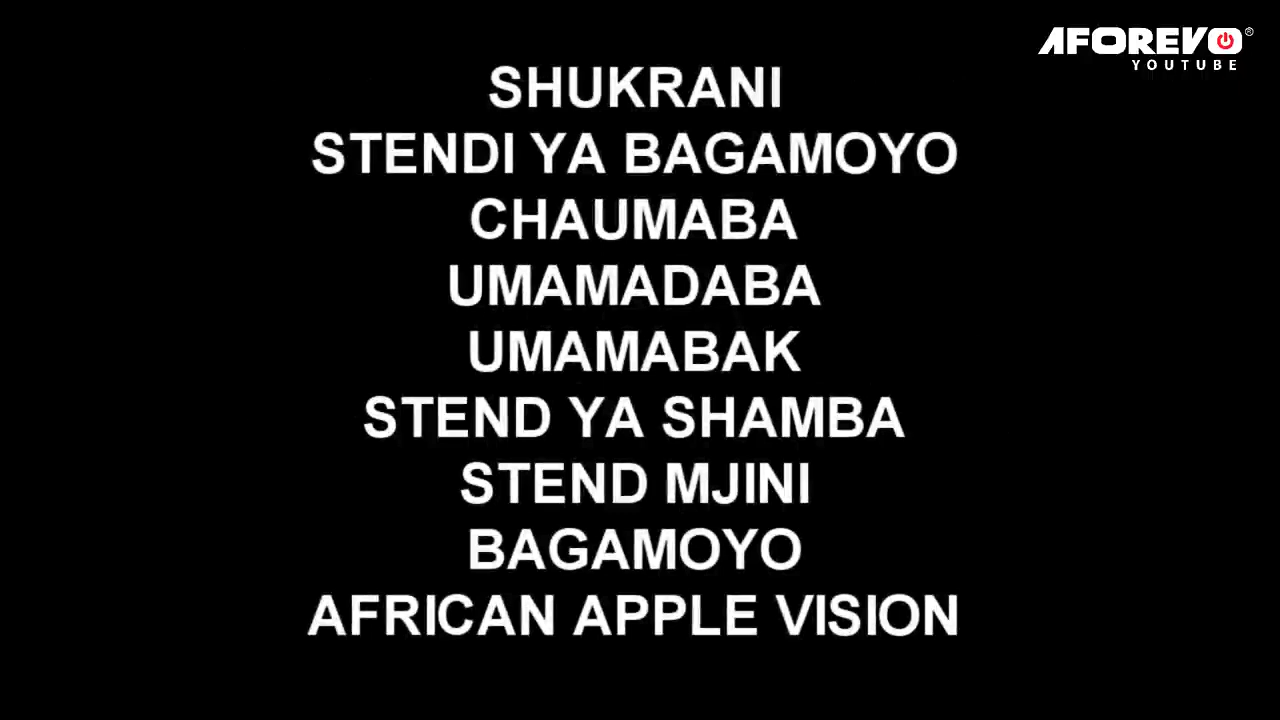 AFOREVO®
YOUTUBE
SHUKRANI
STENDI YA BAGAMOYO
CHAUMABA
UMAMADABA
UMAMABAK
STEND YA SHAMBA
STEND MJINI
BAGAMOYO
AFRICAN APPLE VISION